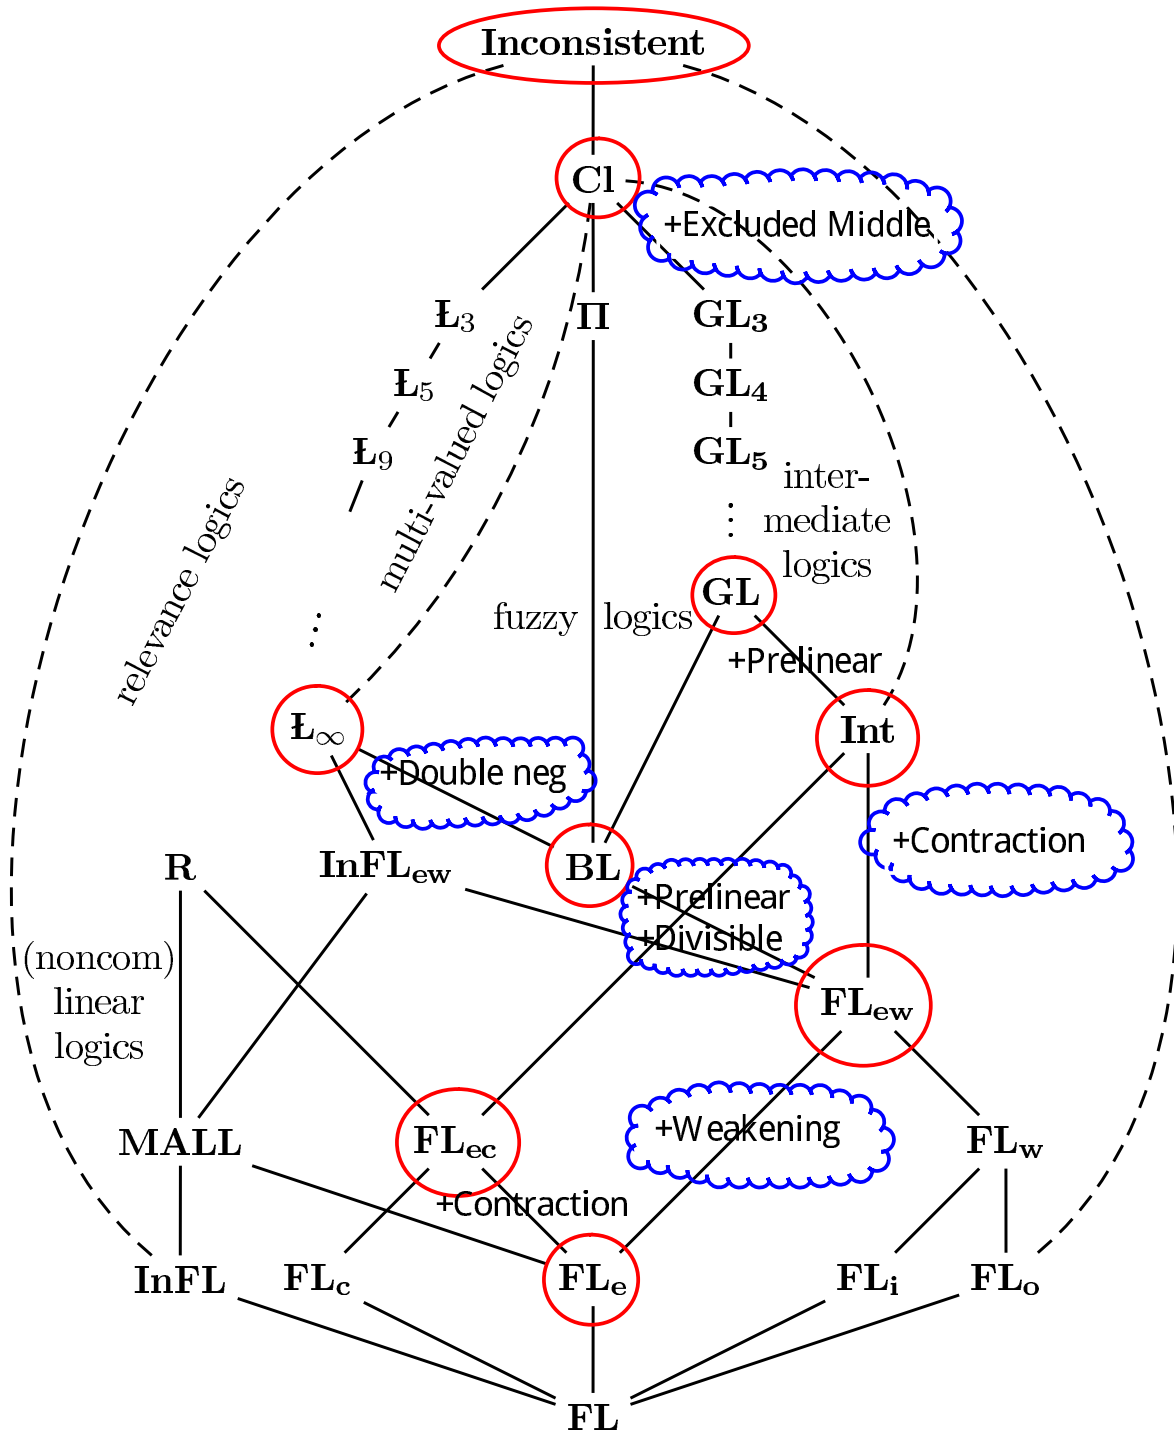 Inconsistent
Cl
+Excluded Middle
Ł₃
Π
GL₃
multi-valued logics
Ł₅
GL₄
Ł₉
GL₅
relevance logics
inter-
mediate
logics
⋮
⋮
GL
fuzzy logics
+Prelinear
Ł∞
Int
+Double neg
+Contraction
R
InFLₑw
BL
+Prelinear
+Divisible
(noncom)
linear
logics
FLₑw
+Weakening
MALL
FLₑc
FLw
+Contraction
InFL
FLc
FLₑ
FLᵢ
FLₒ
FL